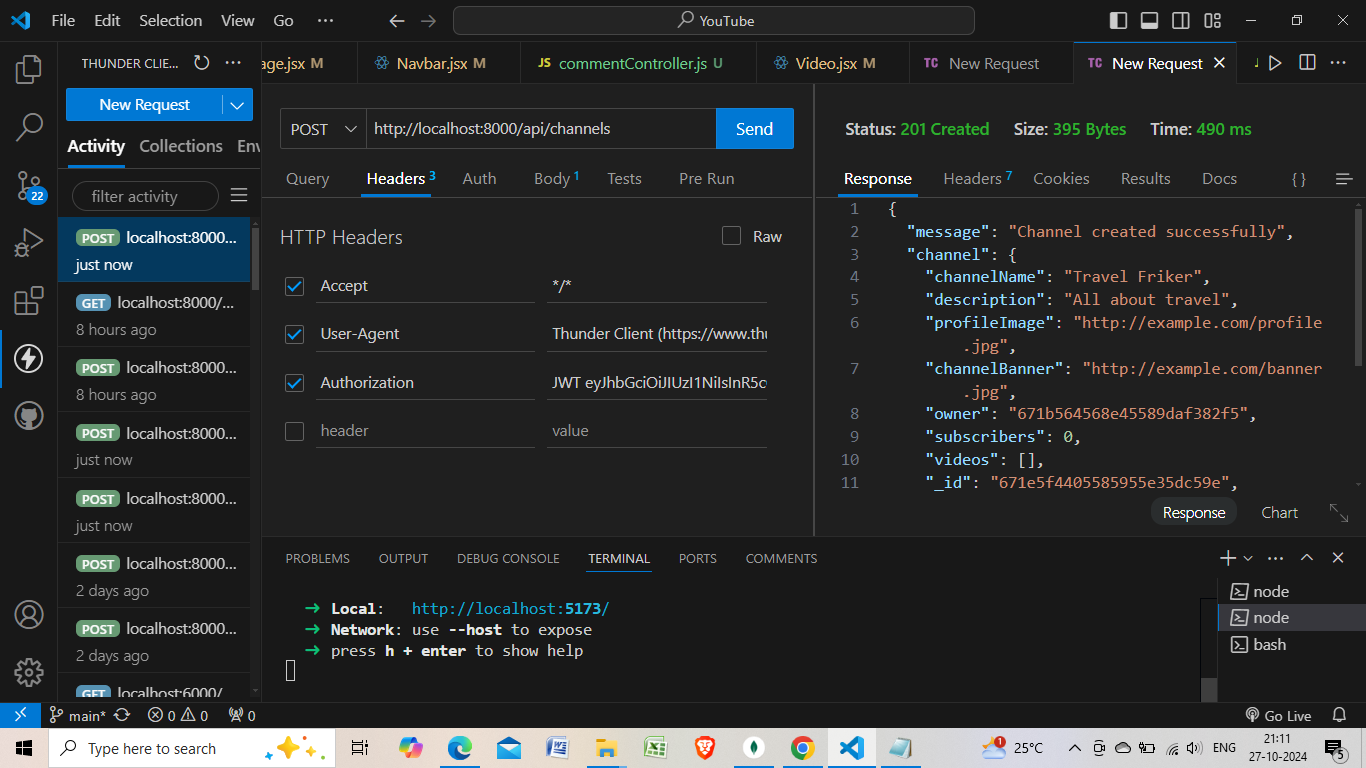 File Edit Selection View Go ··· YouTube
THUNDER CLIE... ···
age.jsx M Navbar.jsx M JS commentController.js U Video.jsx M TC New Request TC New Request ···
New Request
Activity Collections Env
filter activity
POST localhost:8000...
just now
GET localhost:8000/...
8 hours ago
POST localhost:8000...
8 hours ago
POST localhost:8000...
just now
POST localhost:8000...
just now
POST localhost:8000...
2 days ago
POST localhost:8000...
2 days ago
GET localhost:6000/
22
POST http://localhost:8000/api/channels Send
Query Headers 3 Auth Body 1 Tests Pre Run
HTTP Headers Raw
Accept */*
User-Agent Thunder Client (https://www.thu
Authorization JWT eyJhbGciOiJIUzI1NiIsInR5c
header value
Status: 201 Created Size: 395 Bytes Time: 490 ms
Response Headers 7 Cookies Results Docs { }
1 {
2 "message": "Channel created successfully",
3 "channel": {
4 "channelName": "Travel Friker",
5 "description": "All about travel",
6 "profileImage": "http://example.com/profile
.jpg",
7 "channelBanner": "http://example.com/banner
.jpg",
8 "owner": "671b564568e45589daf382f5",
9 "subscribers": 0,
10 "videos": [],
11 "_id": "671e5f4405585955e35dc59e",
Response Chart
PROBLEMS OUTPUT DEBUG CONSOLE TERMINAL PORTS COMMENTS ···
➜ Local: http://localhost:5173/
➜ Network: use --host to expose
➜ press h + enter to show help
node
node
bash
main* 0 0 0 Go Live
Type here to search 1 25°C ENG 21:11
27-10-2024 5